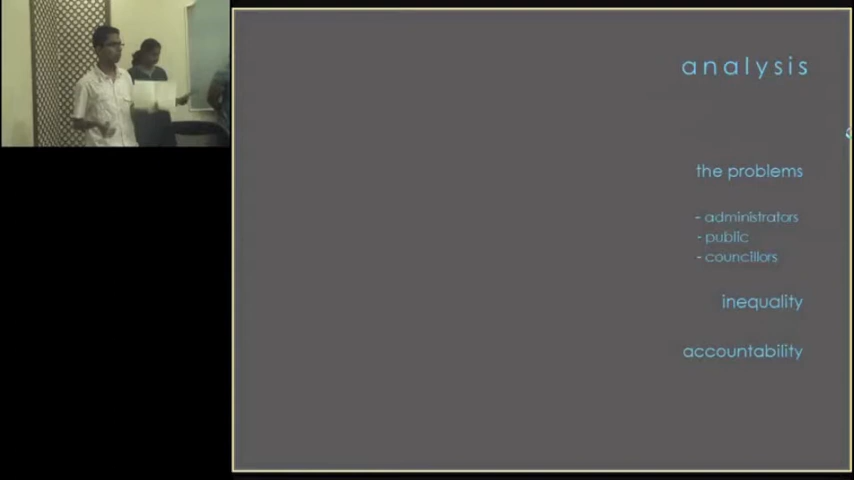 analysis
the problems
- administrators
- public
- councillors
inequality
accountability